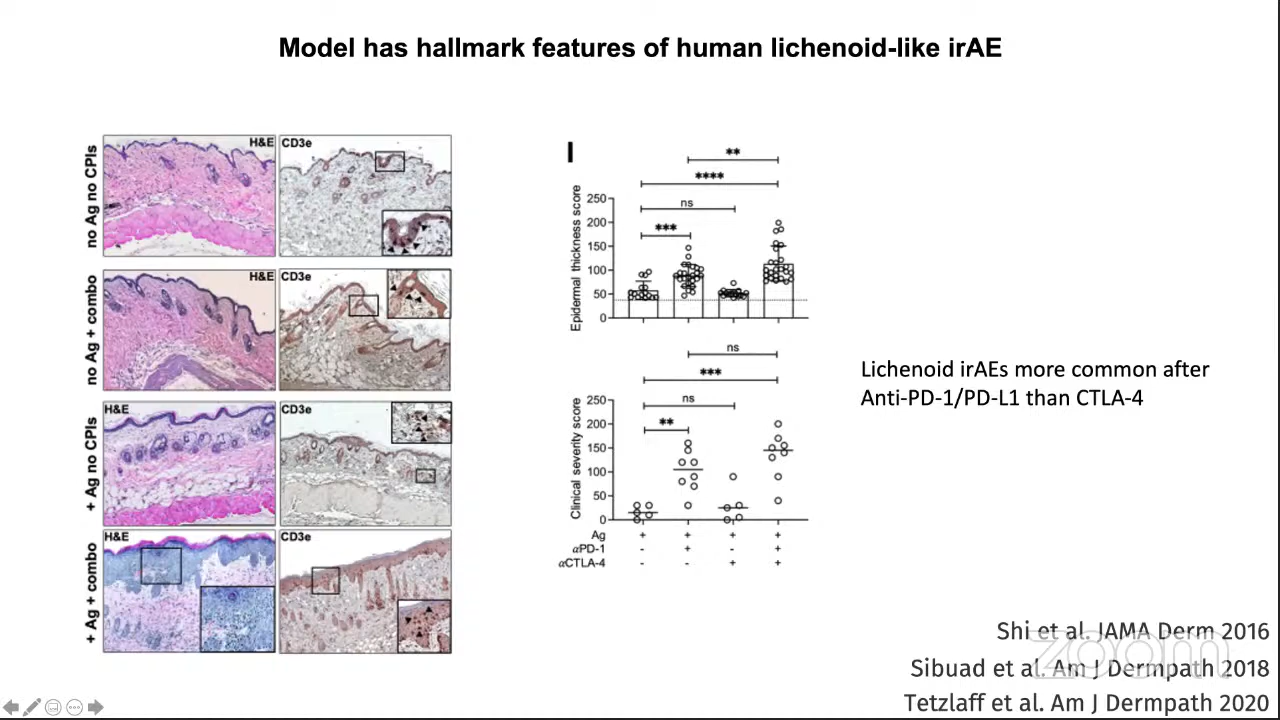 Model has hallmark features of human lichenoid-like irAE
no Ag no CPIs
H&E
CD3e
no Ag + combo
H&E
CD3e
+ Ag no CPIs
H&E
CD3e
+ Ag + combo
H&E
CD3e
I
Epidermal thickness score
250
200
150
100
50
0
**
****
ns
***
Clinical severity score
250
200
150
100
50
0
ns
***
ns
**
Ag + + + +
αPD-1 - + - +
αCTLA-4 - - + +
Lichenoid irAEs more common after
Anti-PD-1/PD-L1 than CTLA-4
Shi et al. JAMA Derm 2016
Sibuad et al. Am J Dermpath 2018
Tetzlaff et al. Am J Dermpath 2020
zoom